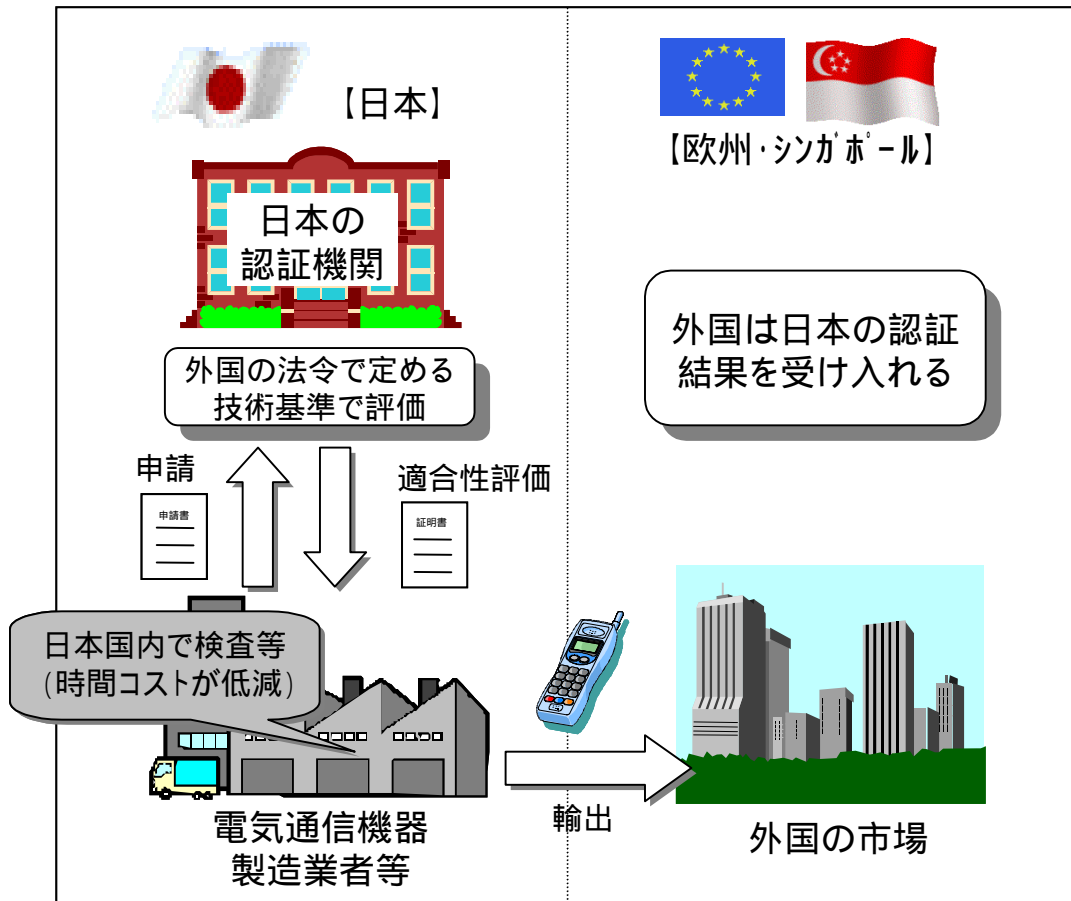 【日本】
【欧州・シンガポール】
日本の
認証機関
外国の法令で定める
技術基準で評価
外国は日本の認証
結果を受け入れる
申請
適合性評価
申請書
証明書
日本国内で検査等
(時間コストが低減)
電気通信機器
製造業者等
輸出
外国の市場